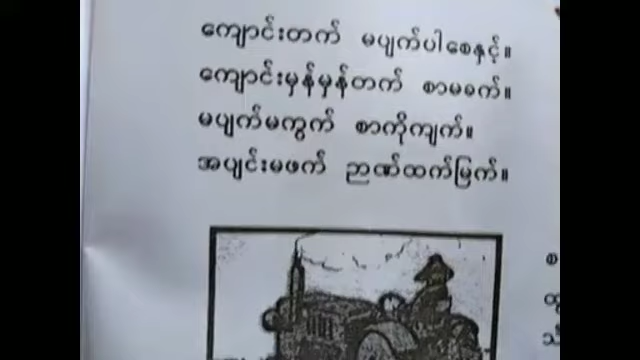 ကျောင်းတက် မပျက်ပါစေနှင့်။
ကျောင်းမှန်မှန်တက် စာမခက်။
မပျက်မကွက် စာကိုကျက်။
အပျင်းမဖက် ဉာဏ်ထက်မြက်။